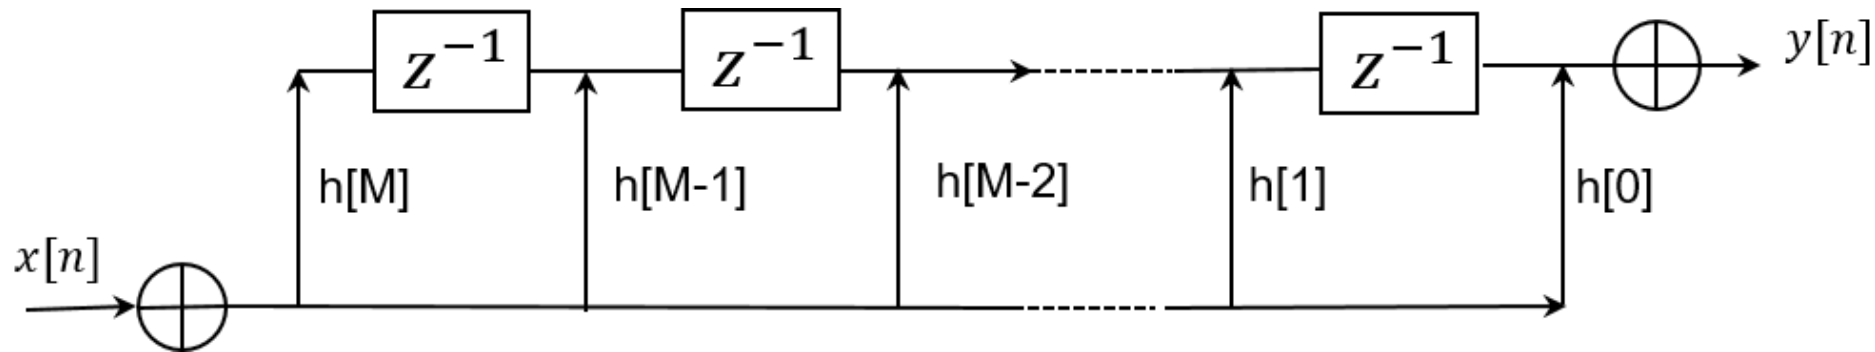 z⁻¹
z⁻¹
z⁻¹
y[n]
h[M]
h[M-1]
h[M-2]
h[1]
h[0]
x[n]